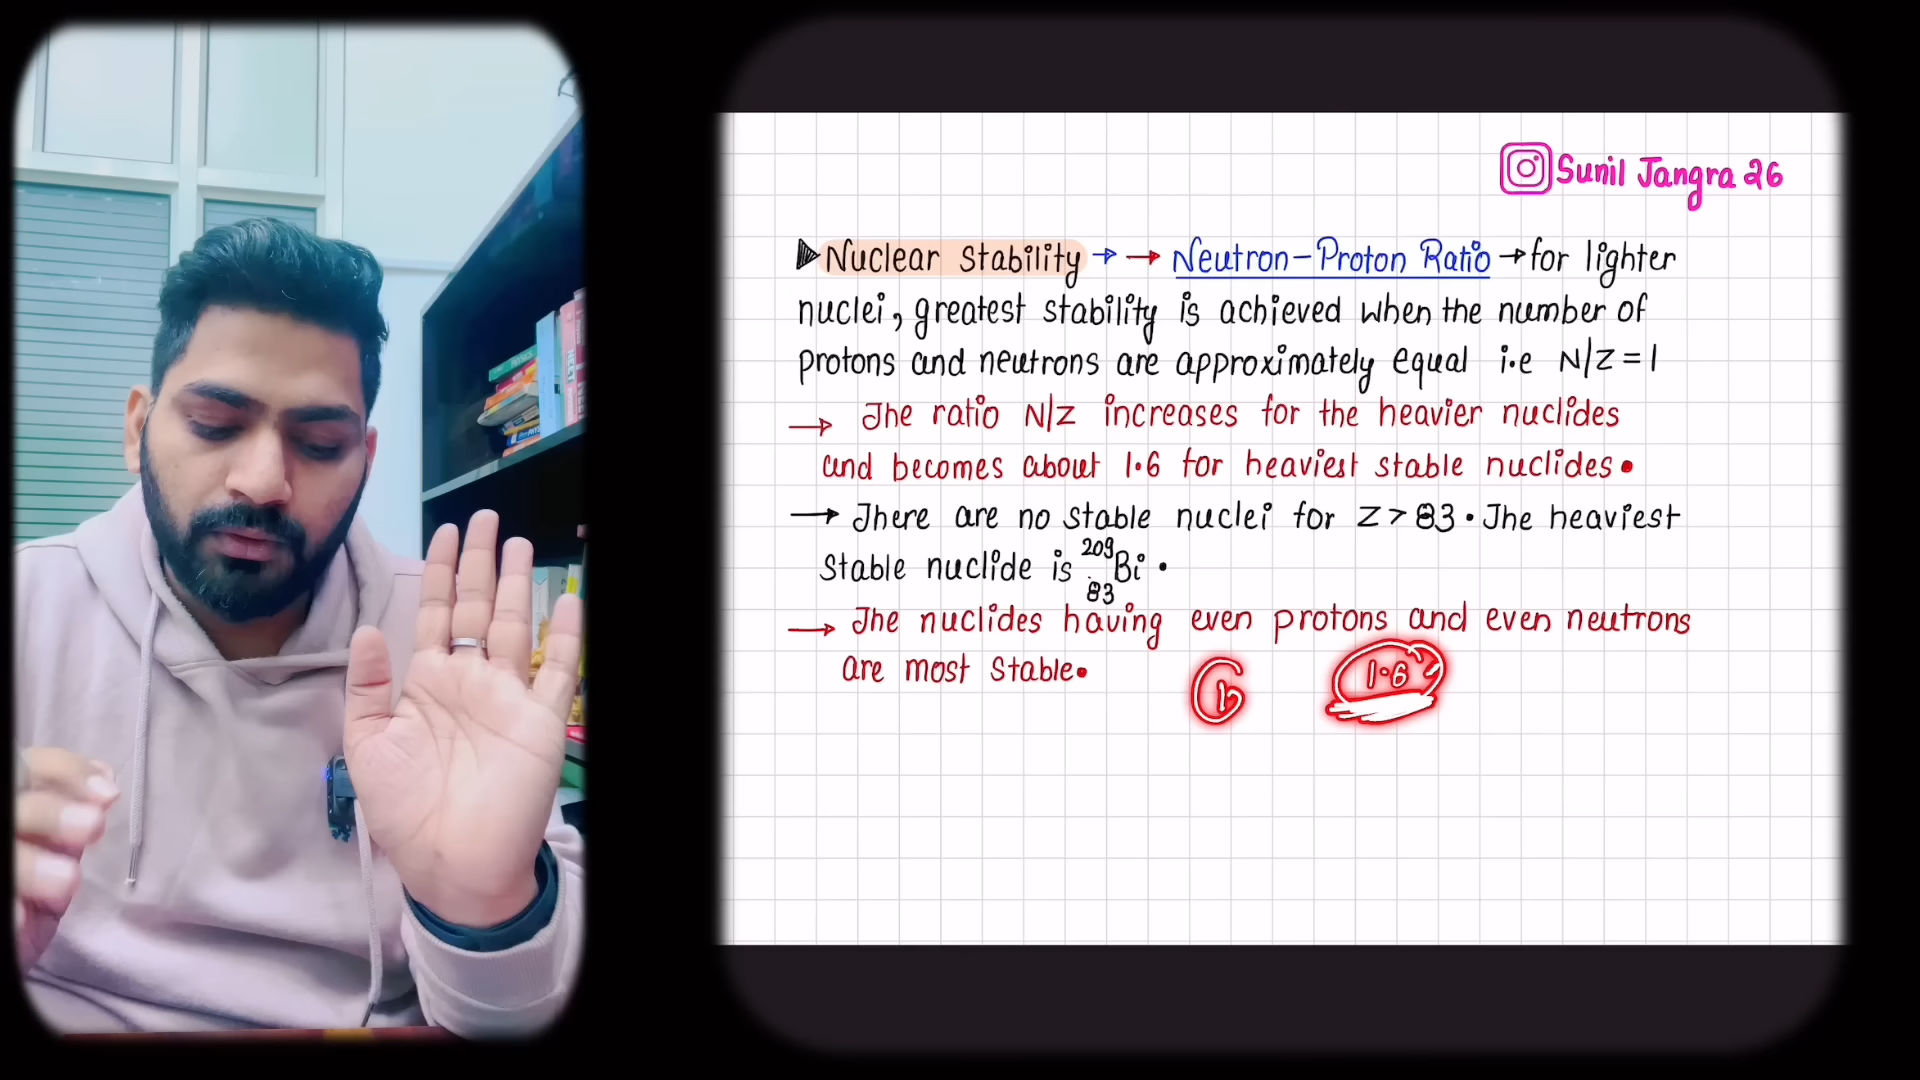 Sunil Jangra 26
Nuclear Stability → → Neutron-Proton Ratio → for lighter
nuclei, greatest stability is achieved when the number of
protons and neutrons are approximately equal i.e N/Z = 1
→ The ratio N/Z increases for the heavier nuclides
and becomes about 1.6 for heaviest stable nuclides.
→ There are no stable nuclei for Z > 83. The heaviest
stable nuclide is ²⁰⁹₈₃Bi.
→ The nuclides having even protons and even neutrons
are most stable.
1 1.6
PHYSICS